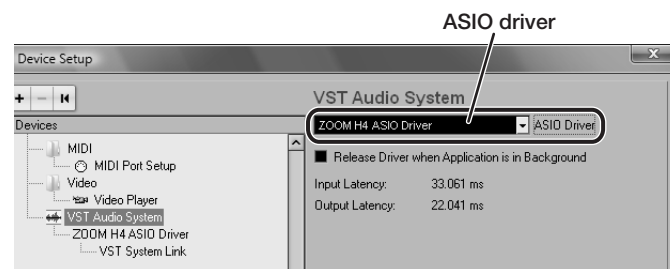 ASIO driver
Device Setup
Devices
MIDI
MIDI Port Setup
Video
Video Player
VST Audio System
ZOOM H4 ASIO Driver
VST System Link
VST Audio System
ZOOM H4 ASIO Driver
ASIO Driver
Release Driver when Application is in Background
Input Latency: 33.061 ms
Output Latency: 22.041 ms